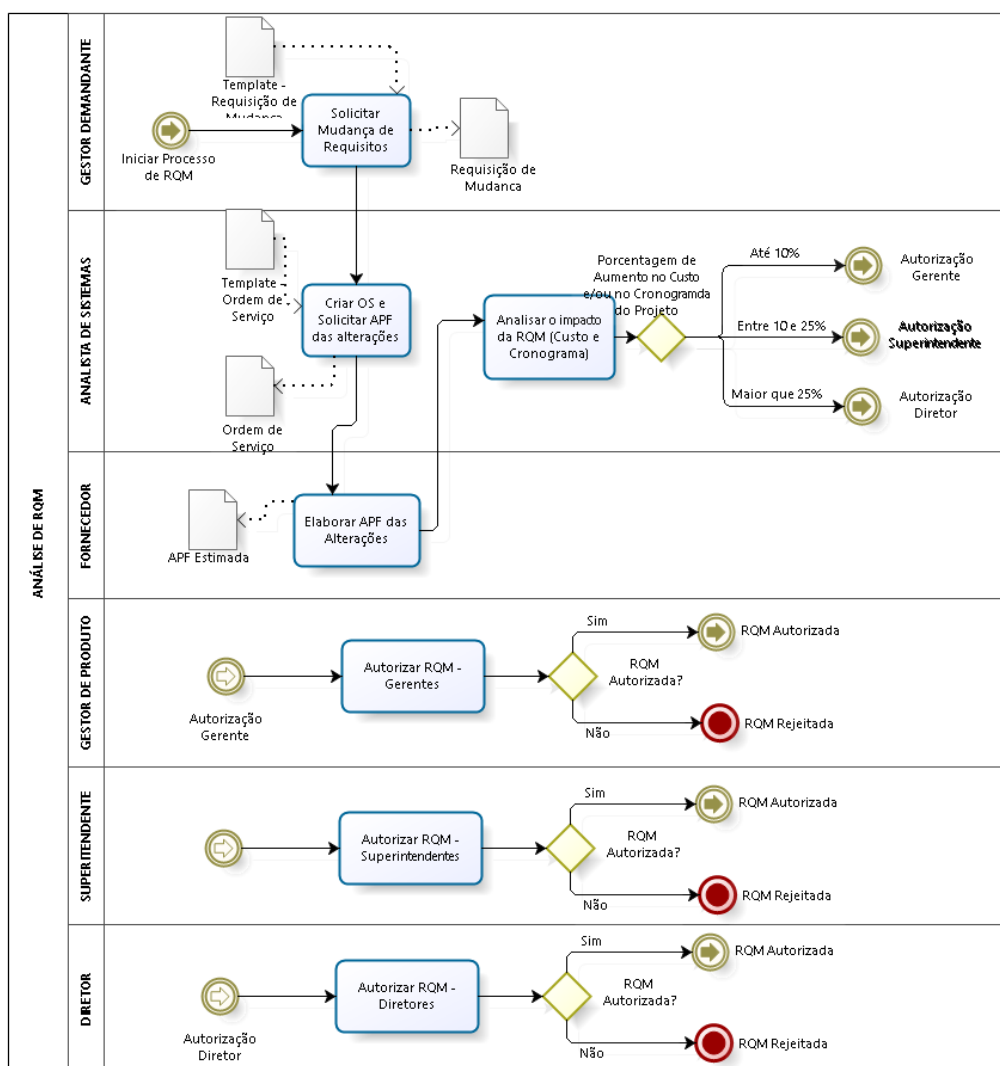 ANÁLISE DE RQM
GESTOR DEMANDANTE
Template -
Requisição de
Mudança
Solicitar
Mudança de
Requisitos
Iniciar Processo
de RQM
Requisição de
Mudanca
ANALISTA DE SISTEMAS
Template -
Ordem de
Serviço
Criar OS e
Solicitar APF
das alterações
Ordem de
Serviço
Analisar o impacto
da RQM (Custo e
Cronograma)
Porcentagem de
Aumento no Custo
e/ou no Cronogramda
do Projeto
Até 10%
Autorização
Gerente
Entre 10 e 25%
Autorização
Superintendente
Maior que 25%
Autorização
Diretor
FORNECEDOR
APF Estimada
Elaborar APF das
Alterações
GESTOR DE PRODUTO
Autorização
Gerente
Autorizar RQM -
Gerentes
RQM
Autorizada?
Sim
RQM Autorizada
Não
RQM Rejeitada
SUPERITENDENTE
Autorizar RQM -
Superintendentes
RQM
Autorizada?
Sim
RQM Autorizada
Não
RQM Rejeitada
DIRETOR
Autorização
Diretor
Autorizar RQM -
Diretores
RQM
Autorizada?
Sim
RQM Autorizada
Não
RQM Rejeitada